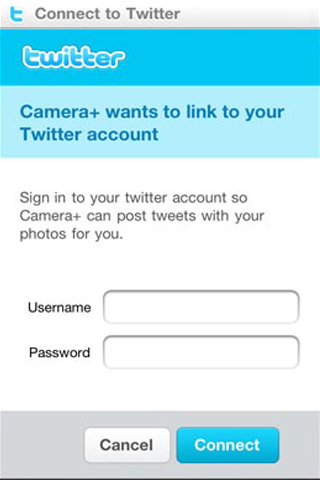 Connect to Twitter
twitter
Camera+ wants to link to your
Twitter account
Sign in to your twitter account so
Camera+ can post tweets with your
photos for you.
Username
Password
Cancel
Connect